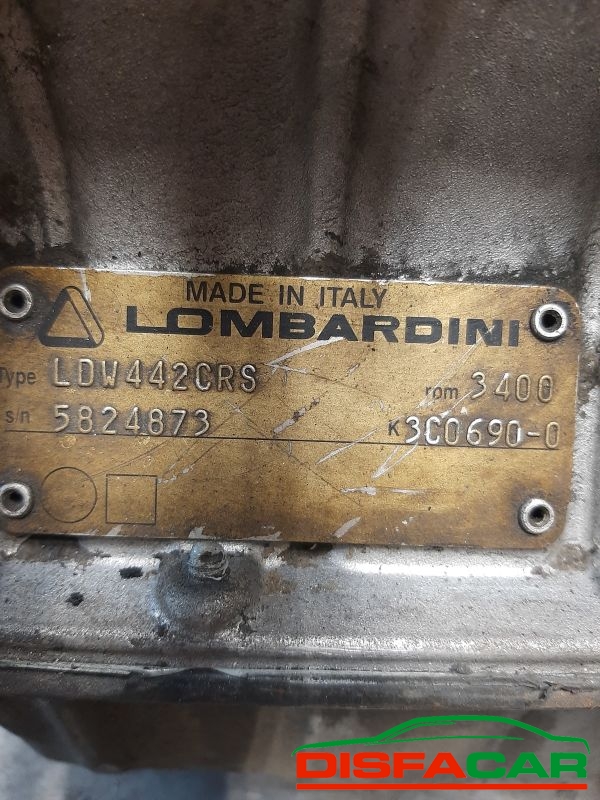 MADE IN ITALY
LOMBARDINI
Type LDW442CRS rpm 3400
s/n 5824873 K 3C0690-0
DISFACAR